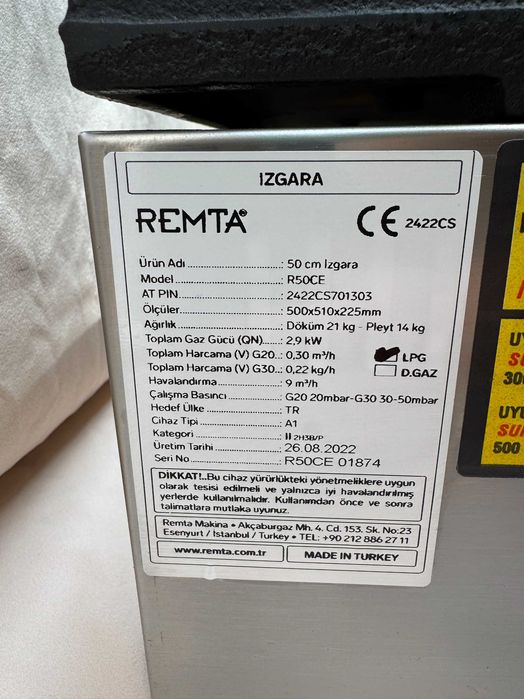 IZGARA
REMTA®
CE 2422CS
Ürün Adı : 50 cm Izgara
Model : R50CE
AT PIN : 2422CS701303
Ölçüler : 500x510x225mm
Ağırlık : Döküm 21 kg - Pleyt 14 kg
Toplam Gaz Gücü (QN) : 2,9 kW
Toplam Harcama (V) G20 : 0,30 m³/h
LPG
Toplam Harcama (V) G30 : 0,22 kg/h
D.GAZ
Havalandırma : 9 m³/h
Çalışma Basıncı : G20 20mbar-G30 30-50mbar
Hedef Ülke : TR
Cihaz Tipi : A1
Kategori : II 2H3B/P
Üretim Tarihi : 26.08.2022
Seri No : R50CE 01874
DİKKAT!..Bu cihaz yürürlükteki yönetmeliklere uygun
olarak tesisi edilmeli ve yalnızca iyi havalandırılmış
yerlerde kullanılmalıdır. Kullanımdan önce ve sonra
talimatlara mutlaka uyunuz.
Remta Makina • Akçaburgaz Mh. 4. Cd. 153. Sk. No:23
Esenyurt / İstanbul / Turkey • TEL: +90 212 886 27 11
www.remta.com.tr
MADE IN TURKEY
300
500